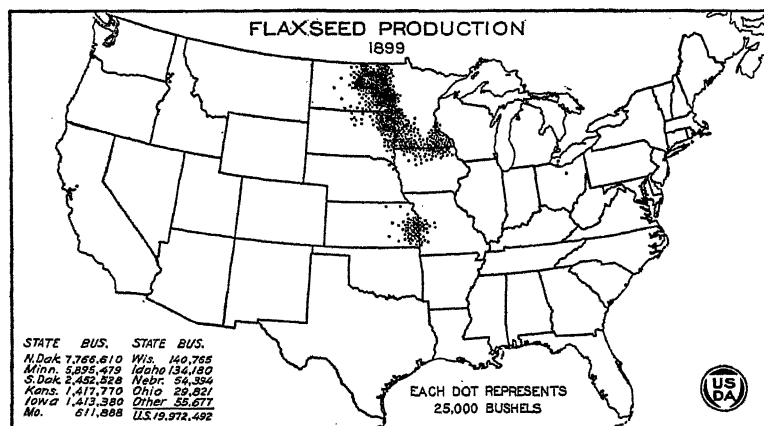 FLAXSEED PRODUCTION
1899
STATE BUS. STATE BUS.
N.Dak. 7,766,610 Wis. 140,765
Minn. 5,895,479 Idaho 134,180
S.Dak. 2,452,528 Nebr. 54,394
Kans. 1,417,770 Ohio 29,821
Iowa 1,413,380 Other 55,677
Mo. 611,888 U.S. 19,972,492
EACH DOT REPRESENTS
25,000 BUSHELS
US
DA